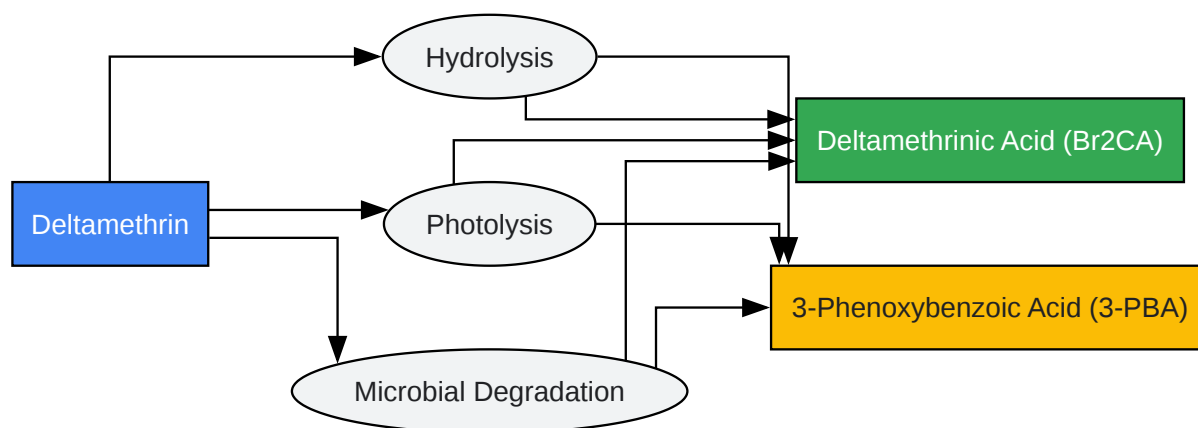 Hydrolysis
Deltamethrinic Acid (Br2CA)
Deltamethrin
Photolysis
3-Phenoxybenzoic Acid (3-PBA)
Microbial Degradation